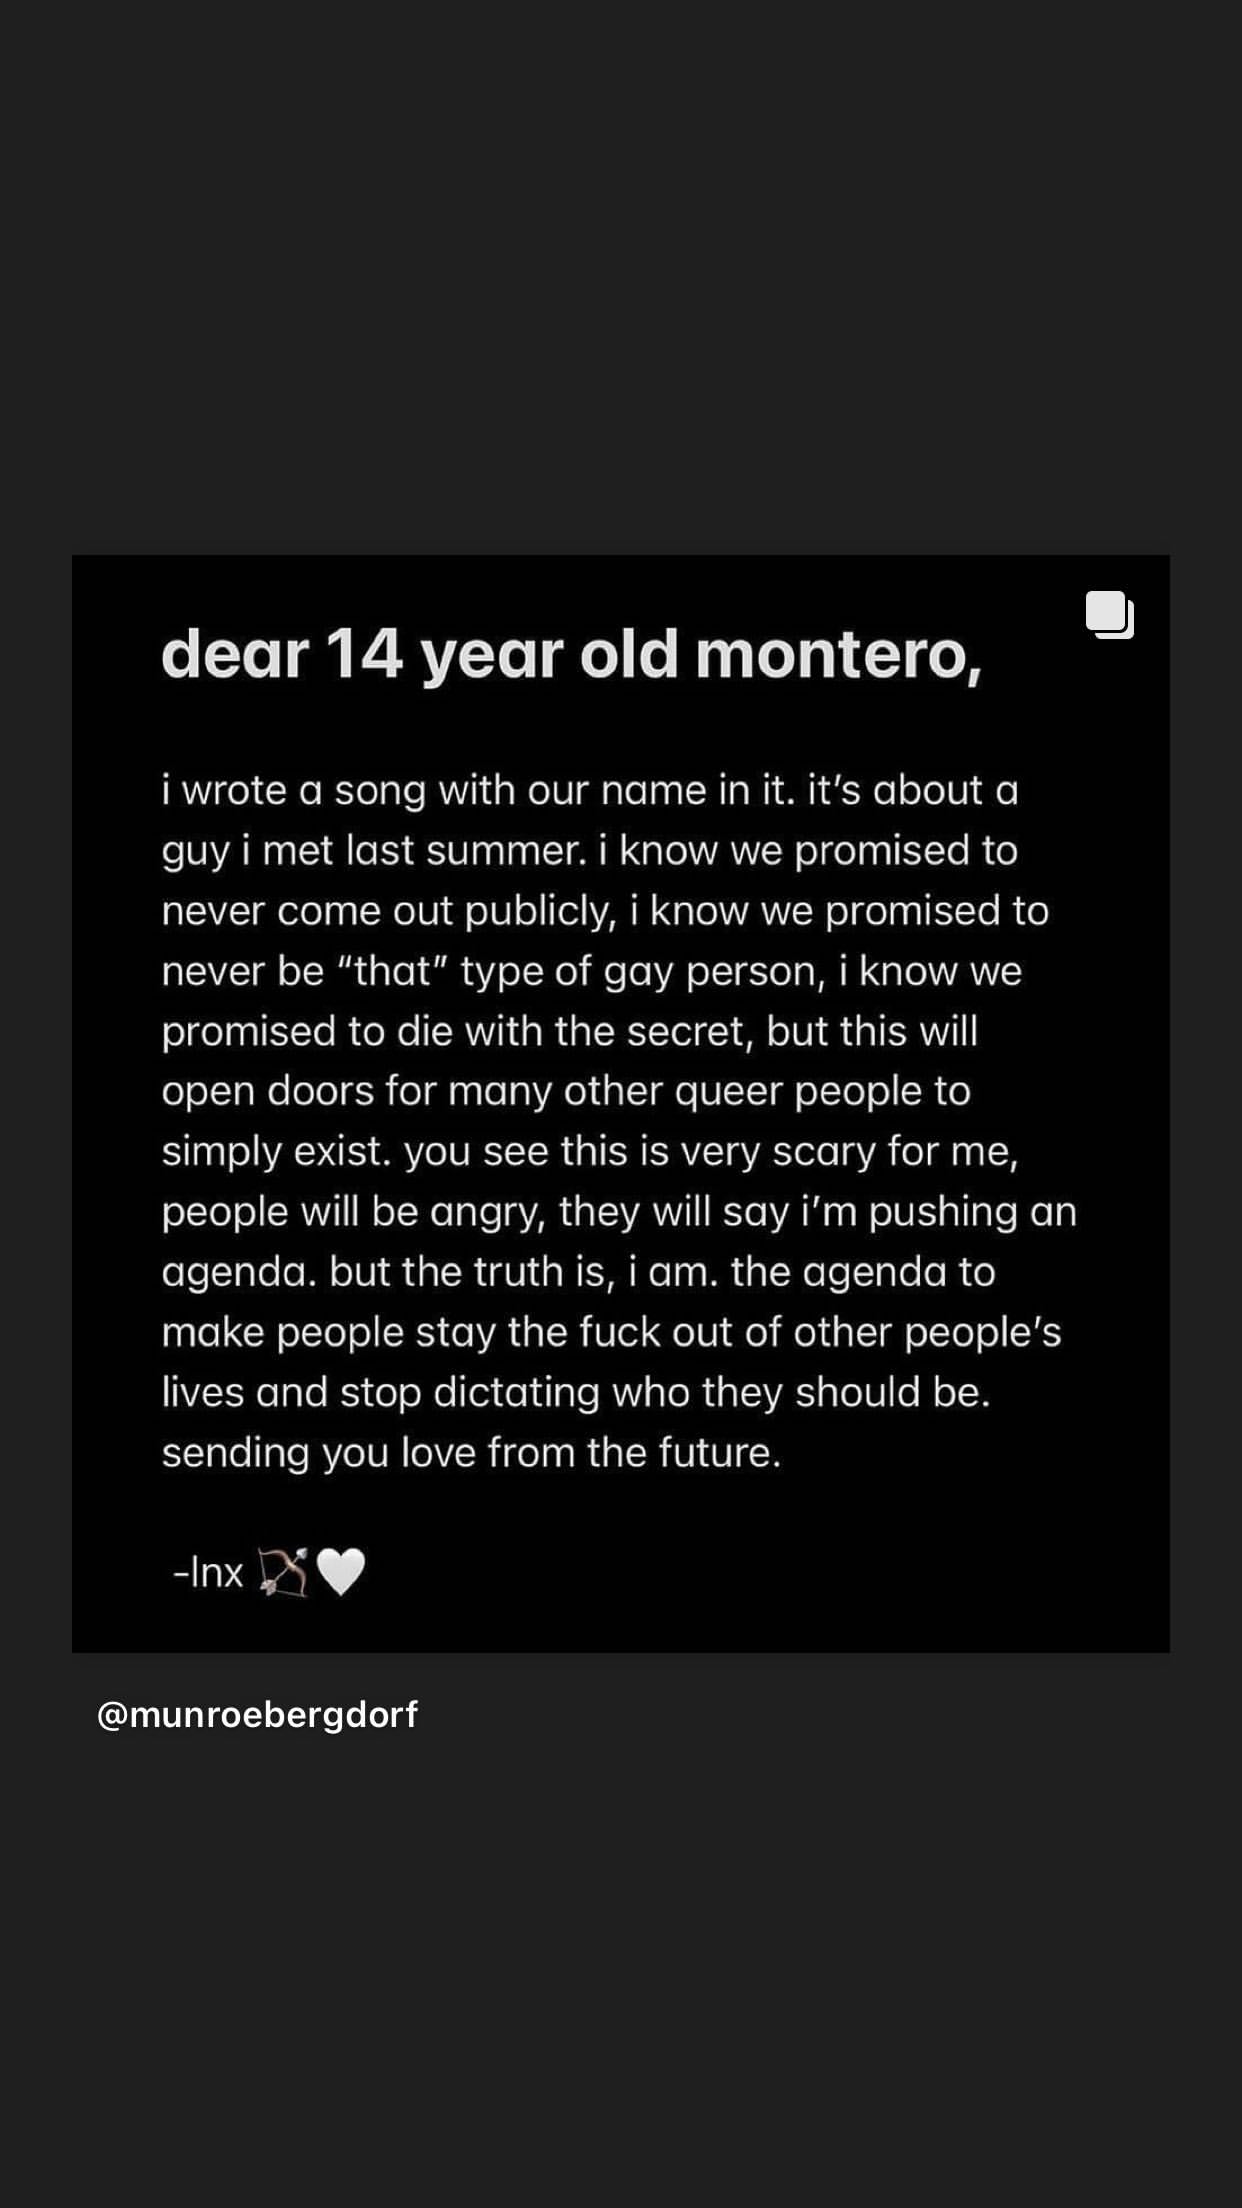 dear 14 year old montero,
i wrote a song with our name in it. it’s about a
guy i met last summer. i know we promised to
never come out publicly, i know we promised to
never be “that” type of gay person, i know we
promised to die with the secret, but this will
open doors for many other queer people to
simply exist. you see this is very scary for me,
people will be angry, they will say i’m pushing an
agenda. but the truth is, i am. the agenda to
make people stay the fuck out of other people’s
lives and stop dictating who they should be.
sending you love from the future.
-lnx 🏹🤍
@munroebergdorf